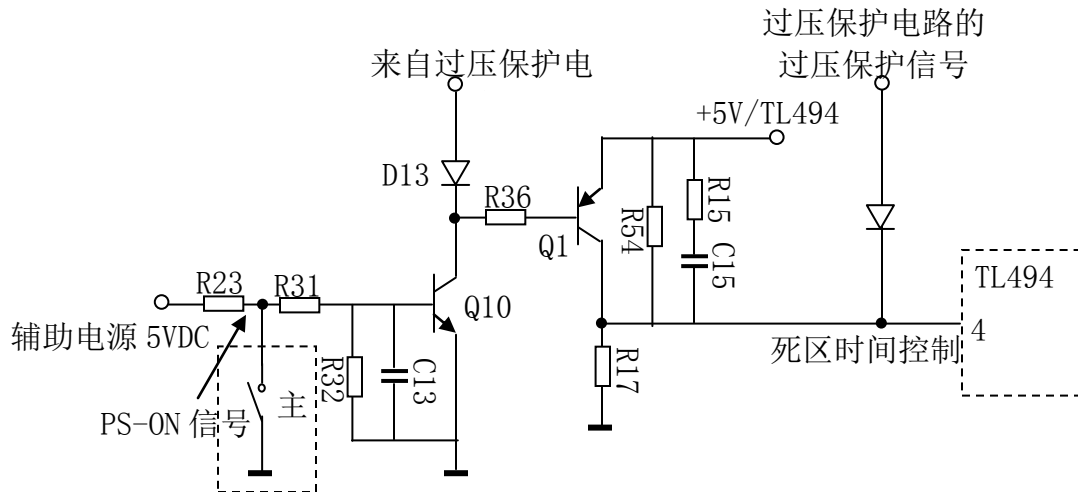 过压保护电路的
过压保护信号
来自过压保护电
+5V/TL494
D13
R36
R15
R54
Q1
C15
TL494
R23
R31
Q10
辅助电源 5VDC
4
死区时间控制
R32
C13
R17
主
PS-ON 信号